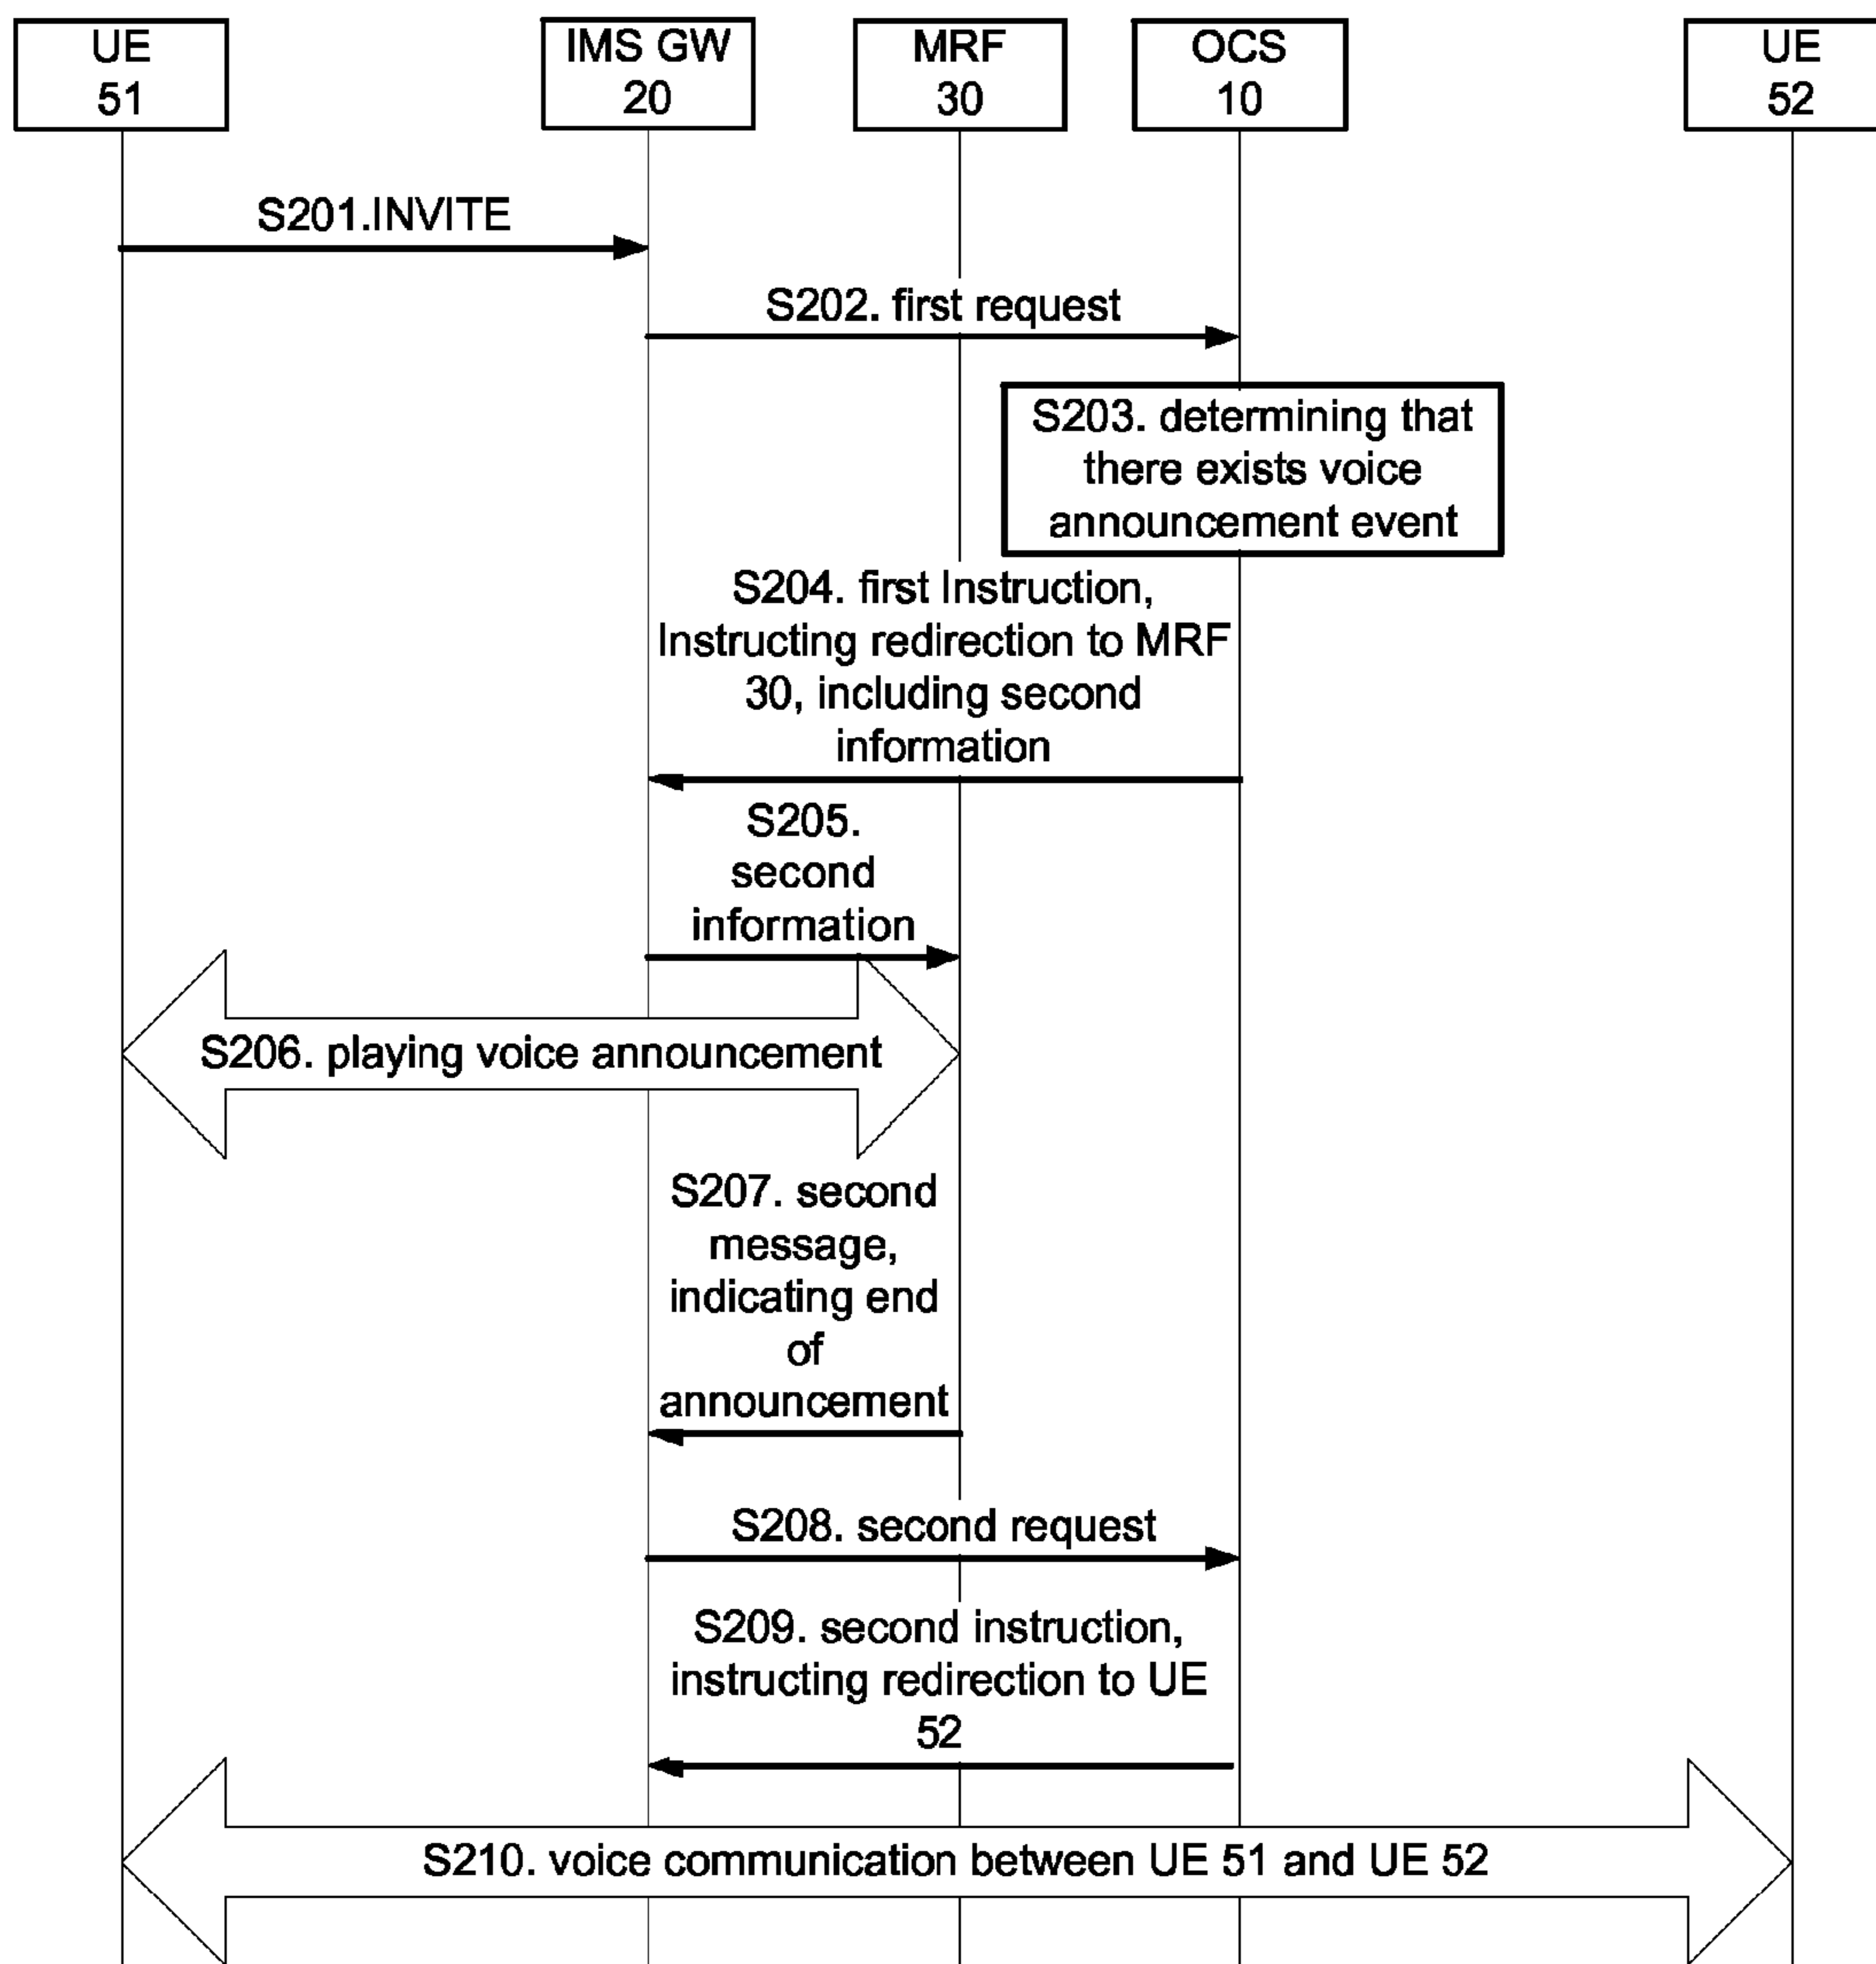 UE
51
IMS GW
20
MRF
30
OCS
10
UE
52
S201.INVITE
S202. first request
S203. determining that
there exists voice
announcement event
S204. first Instruction,
Instructing redirection to MRF
30, including second
information
S205.
second
information
S206. playing voice announcement
S207. second
message,
indicating end
of
announcement
S208. second request
S209. second instruction,
instructing redirection to UE
52
S210. voice communication between UE 51 and UE 52